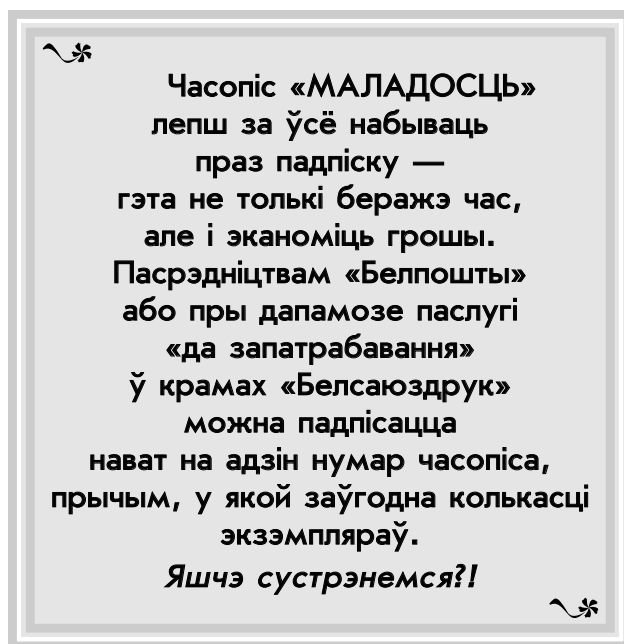 Часопіс «МАЛАДОСЦЬ»
лепш за ўсё набываць
праз падпіску —
гэта не толькі беражэ час,
але і эканоміць грошы.
Пасрэдніцтвам «Белпошты»
або пры дапамозе паслугі
«да запатрабавання»
ў крамах «Белсаюздрук»
можна падпісацца
нават на адзін нумар часопіса,
прычым, у якой заўгодна колькасці
экзэмпляраў.
Яшчэ сустрэнемся?!